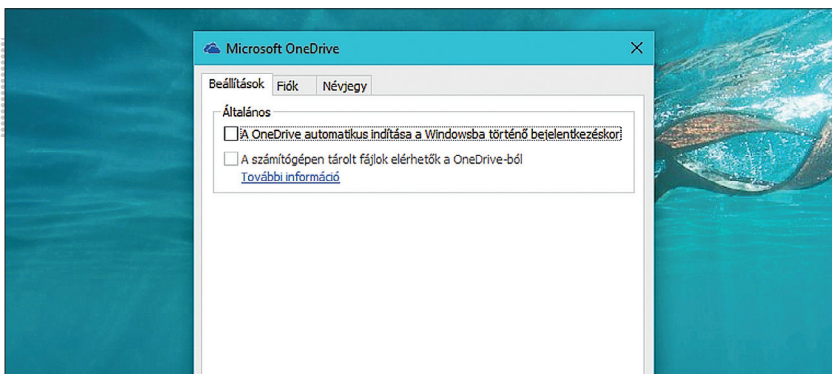 Microsoft OneDrive
Beállítások Fiók Névjegy
Általános
A OneDrive automatikus indítása a Windowsba történő bejelentkezéskor
A számítógépen tárolt fájlok elérhetők a OneDrive-ból
További információ